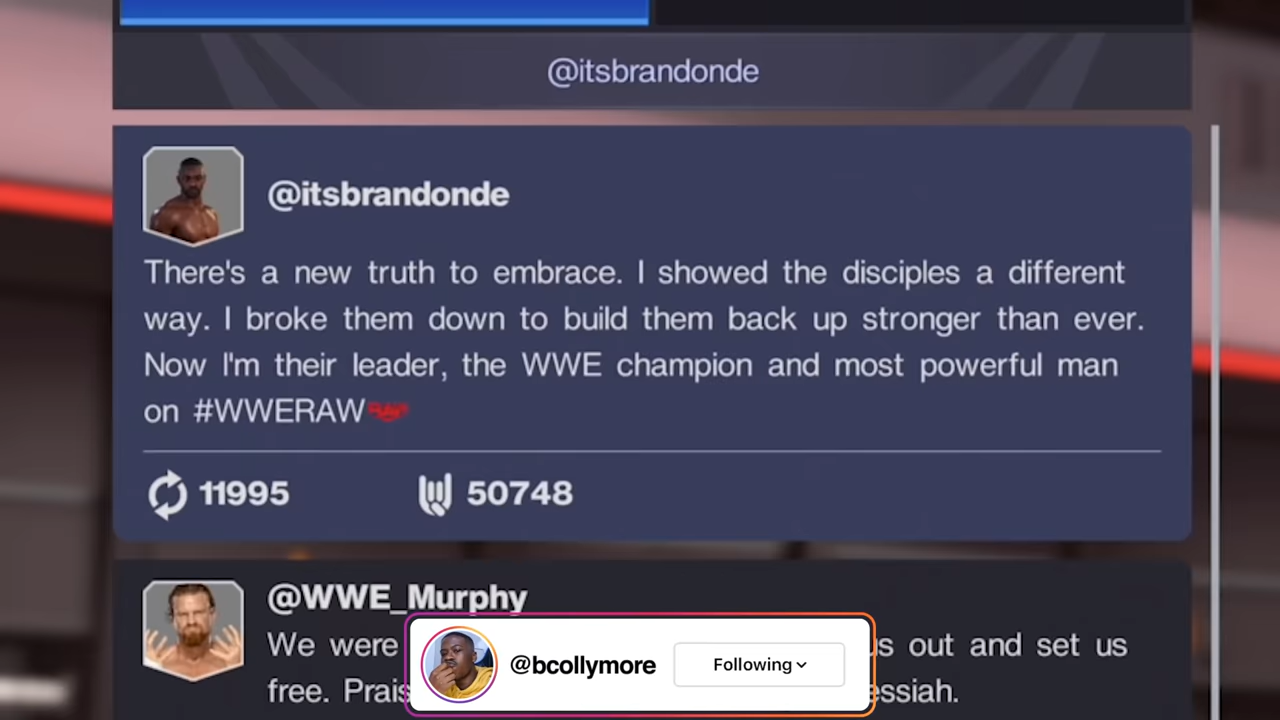 @itsbrandonde
@itsbrandonde
There's a new truth to embrace. I showed the disciples a different
way. I broke them down to build them back up stronger than ever.
Now I'm their leader, the WWE champion and most powerful man
on #WWERAW RAW
11995 50748
@WWE_Murphy
We were us out and set us
free.
@bcollymore Following